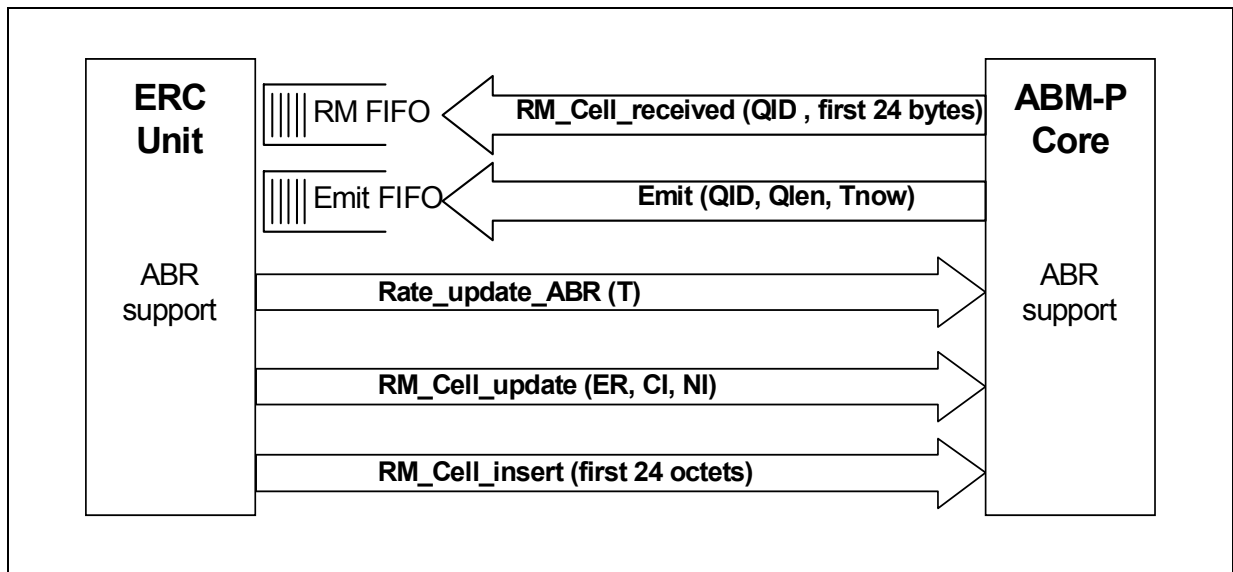 ERC
Unit
RM FIFO
RM_Cell_received (QID , first 24 bytes)
ABM-P
Core
Emit FIFO
Emit (QID, Qlen, Tnow)
ABR
support
Rate_update_ABR (T)
ABR
support
RM_Cell_update (ER, CI, NI)
RM_Cell_insert (first 24 octets)